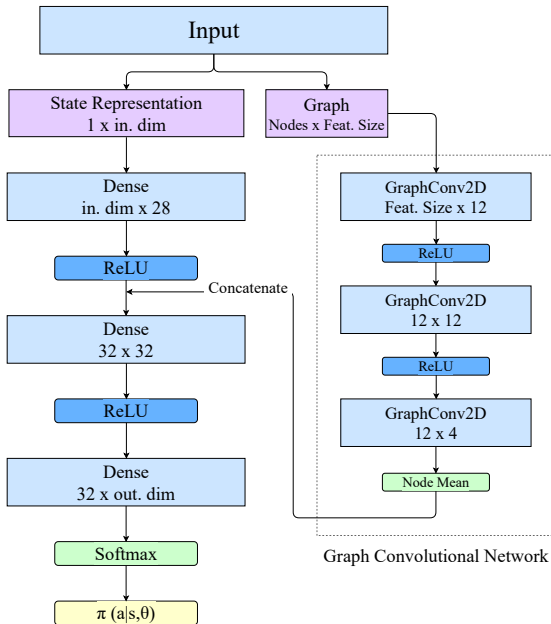 Input
State Representation
1 x in. dim
Graph
Nodes x Feat. Size
Dense
in. dim x 28
ReLU
Concatenate
Dense
32 x 32
ReLU
Dense
32 x out. dim
Softmax
π (a|s,θ)
GraphConv2D
Feat. Size x 12
ReLU
GraphConv2D
12 x 12
ReLU
GraphConv2D
12 x 4
Node Mean
Graph Convolutional Network